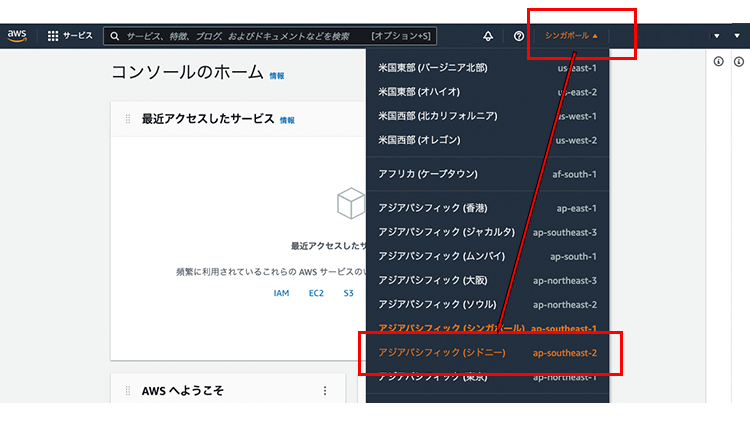 aws
サービス
サービス、特徴、ブログ、およびドキュメントなどを検索 [オプション+S]
シンガポール
コンソールのホーム 情報
最近アクセスしたサービス 情報
最近アクセスした
頻繁に利用されているこれらの AWS サービスの
IAM EC2 S3
AWS へようこそ
米国東部 (バージニア北部) us-east-1
米国東部 (オハイオ) us-east-2
米国西部 (北カリフォルニア) us-west-1
米国西部 (オレゴン) us-west-2
アフリカ (ケープタウン) af-south-1
アジアパシフィック (香港) ap-east-1
アジアパシフィック (ジャカルタ) ap-southeast-3
アジアパシフィック (ムンバイ) ap-south-1
アジアパシフィック (大阪) ap-northeast-3
アジアパシフィック (ソウル) ap-northeast-2
アジアパシフィック (シンガポール) ap-southeast-1
アジアパシフィック (シドニー) ap-southeast-2
アジアパシフィック (東京) ap-northeast-1